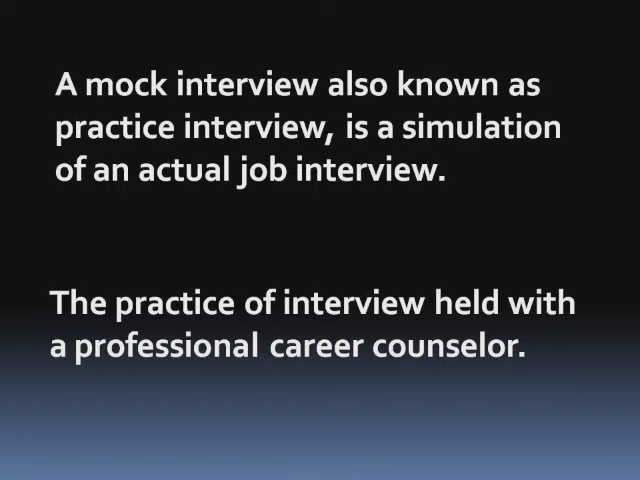 A mock interview also known as
practice interview, is a simulation
of an actual job interview.
The practice of interview held with
a professional career counselor.